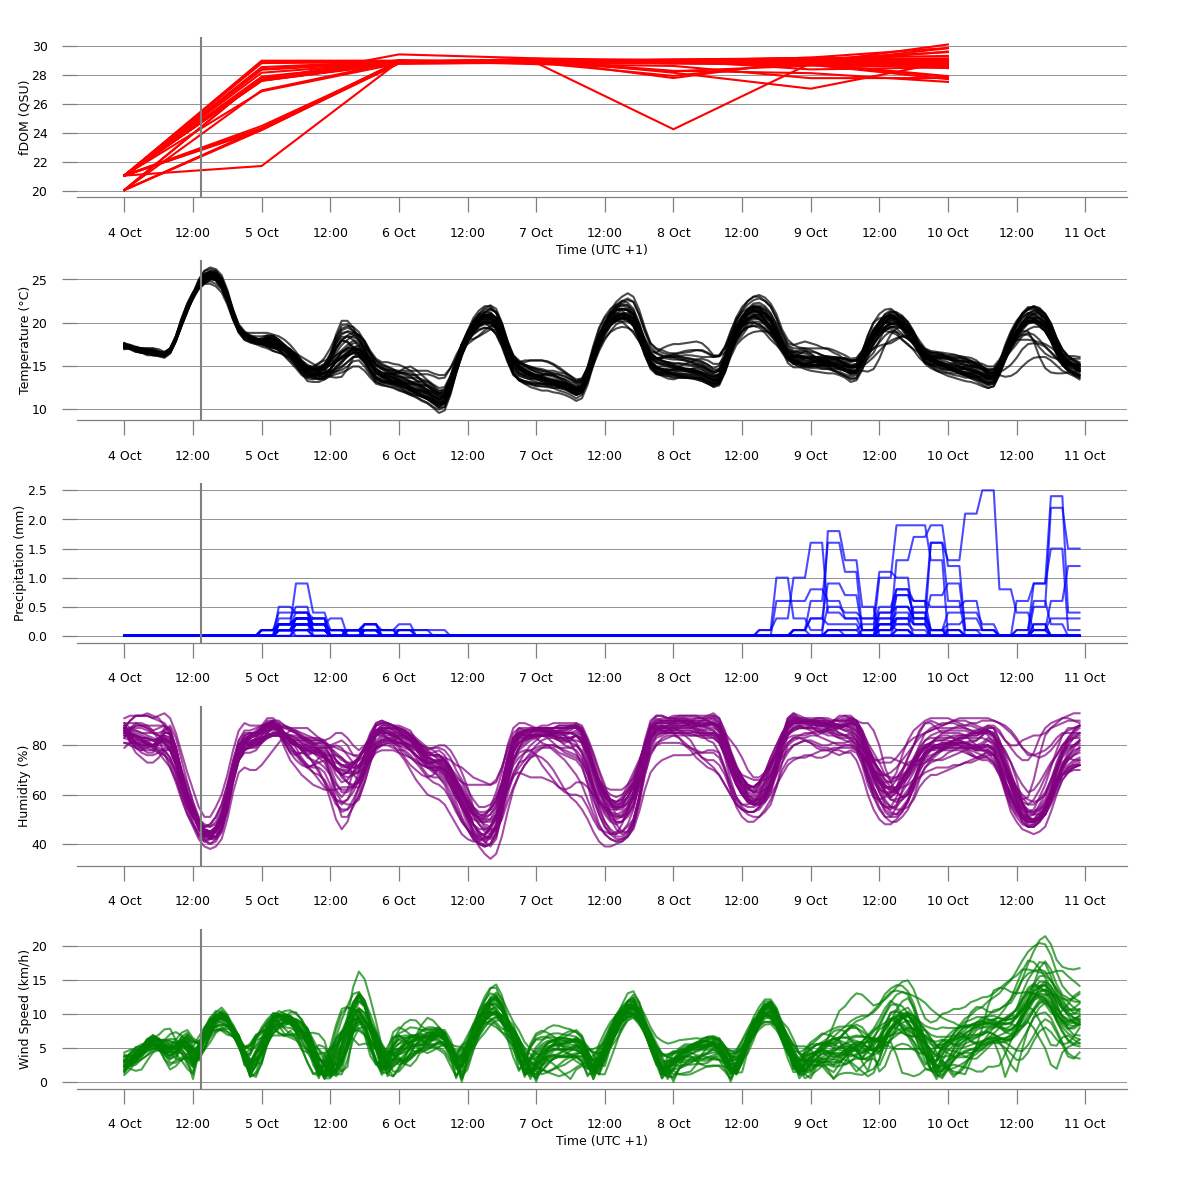 fDOM (QSU)
30
28
26
24
22
20
4 Oct 12:00 5 Oct 12:00 6 Oct 12:00 7 Oct 12:00 8 Oct 12:00 9 Oct 12:00 10 Oct 12:00 11 Oct
Time (UTC +1)
Temperature (°C)
25
20
15
10
4 Oct 12:00 5 Oct 12:00 6 Oct 12:00 7 Oct 12:00 8 Oct 12:00 9 Oct 12:00 10 Oct 12:00 11 Oct
Precipitation (mm)
2.5
2.0
1.5
1.0
0.5
0.0
4 Oct 12:00 5 Oct 12:00 6 Oct 12:00 7 Oct 12:00 8 Oct 12:00 9 Oct 12:00 10 Oct 12:00 11 Oct
Humidity (%)
80
60
40
4 Oct 12:00 5 Oct 12:00 6 Oct 12:00 7 Oct 12:00 8 Oct 12:00 9 Oct 12:00 10 Oct 12:00 11 Oct
Wind Speed (km/h)
20
15
10
5
0
4 Oct 12:00 5 Oct 12:00 6 Oct 12:00 7 Oct 12:00 8 Oct 12:00 9 Oct 12:00 10 Oct 12:00 11 Oct
Time (UTC +1)